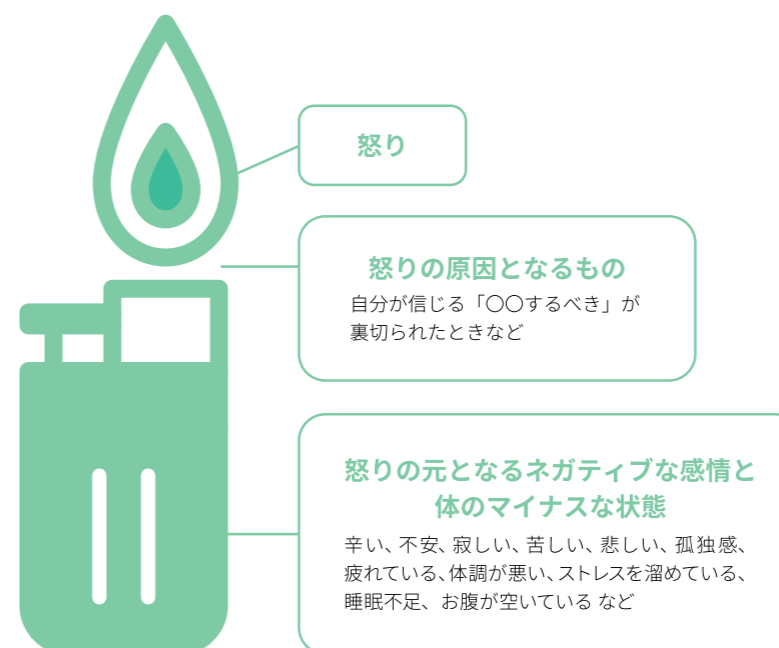 怒り
怒りの原因となるもの
自分が信じる「〇〇するべき」が
裏切られたときなど
怒りの元となるネガティブな感情と
体のマイナスな状態
辛い、不安、寂しい、苦しい、悲しい、孤独感、
疲れている、体調が悪い、ストレスを溜めている、
睡眠不足、お腹が空いている など